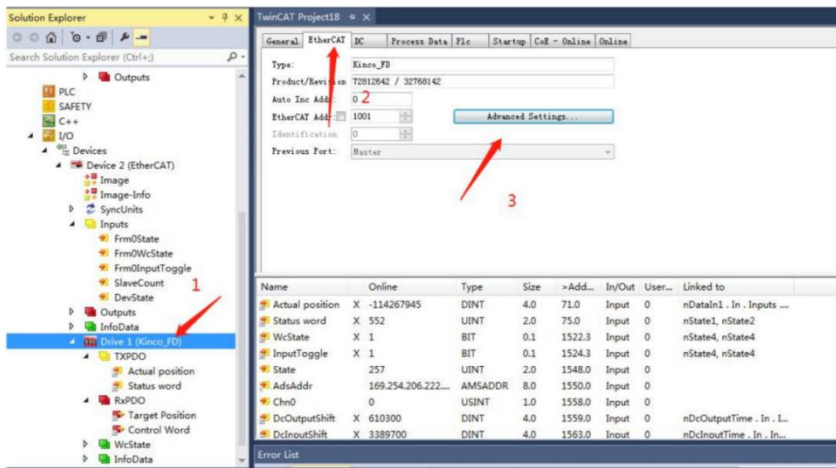 Solution Explorer
Search Solution Explorer (Ctrl+;)
Outputs
PLC
SAFETY
C++
I/O
Devices
Device 2 (EtherCAT)
Image
Image-Info
SyncUnits
Inputs
Frm0State
Frm0WcState
Frm0InputToggle
SlaveCount
1
DevState
Outputs
InfoData
Drive 1 (Kinco_FD)
TXPDO
Actual position
Status word
RxPDO
Target Position
Control Word
WcState
InfoData
TwinCAT Project18
General EtherCAT DC Process Data Plc Startup CoE - Online Online
Type: Kinco_FD
Product/Revision 72812642 / 32768142
Auto Inc Addr: 0 2
EtherCAT Addr: 1001 Advanced Settings...
Identification 0
Previous Port: Master
3
Name Online Type Size >Add... In/Out User... Linked to
Actual position X -114267945 DINT 4.0 71.0 Input 0 nDataIn1 . In . Inputs ....
Status word X 552 UINT 2.0 75.0 Input 0 nState1, nState2
WcState X 1 BIT 0.1 1522.3 Input 0 nState4, nState4
InputToggle X 1 BIT 0.1 1524.3 Input 0 nState4, nState4
State 257 UINT 2.0 1548.0 Input 0
AdsAddr 169.254.206.222.... AMSADDR 8.0 1550.0 Input 0
Chn0 0 USINT 1.0 1558.0 Input 0
DcOutputShift X 610300 DINT 4.0 1559.0 Input 0 nDcOutputTime . In . I...
DcInputShift X 3389700 DINT 4.0 1563.0 Input 0 nDcInputTime . In . In...
Error List